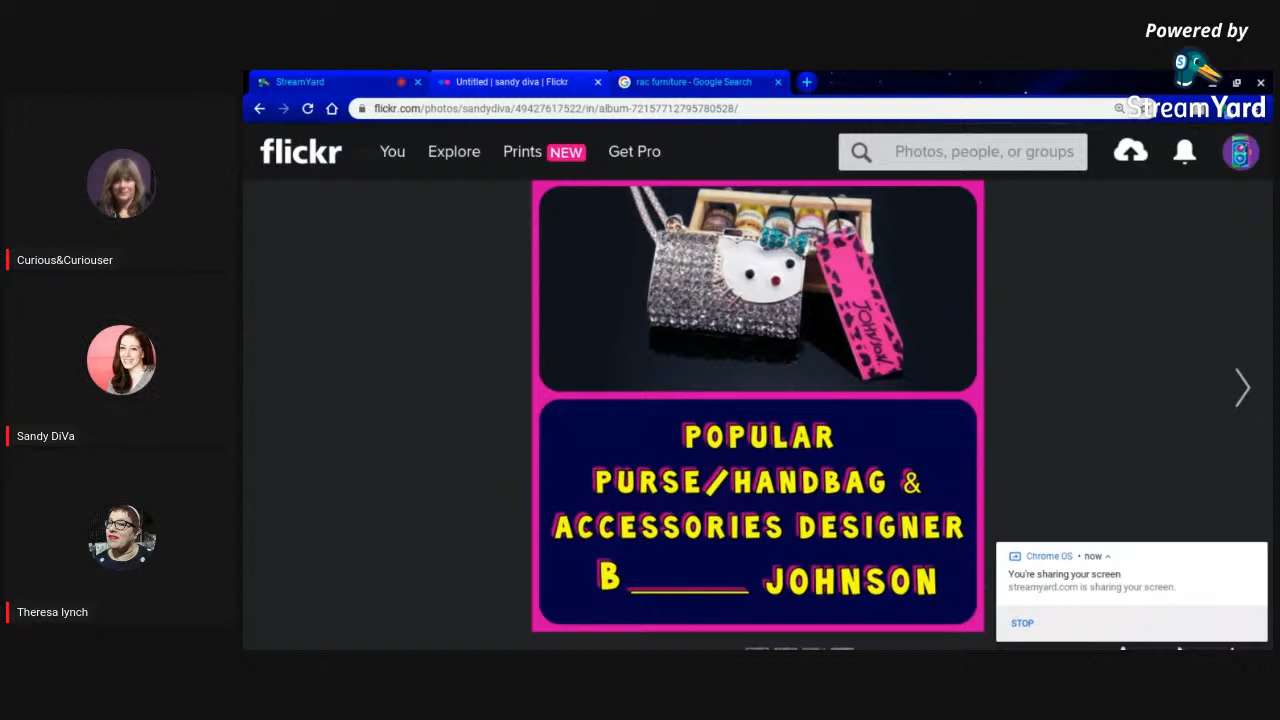 Powered by
StreamYard
StreamYard
Untitled | sandy diva | Flickr
rac furniture - Google Search
flickr.com/photos/sandydiva/49427617522/in/album-72157712795780528/
flickr
You
Explore
Prints NEW
Get Pro
Photos, people, or groups
Curious&Curiouser
Sandy DiVa
Theresa lynch
JOHNSON
POPULAR
PURSE/HANDBAG &
ACCESSORIES DESIGNER
B______ JOHNSON
Chrome OS • now
You're sharing your screen
streamyard.com is sharing your screen.
STOP